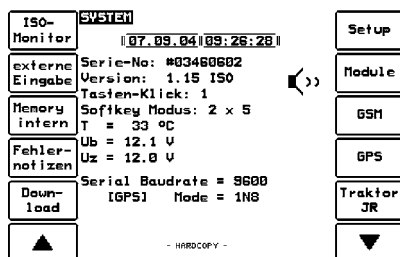 ISO-
Monitor
externe
Eingabe
Memory
intern
Fehler-
notizen
Down-
load
SYSTEM
07.09.04 09:26:28
Serie-No: #03460602
Version: 1.15 ISO
Tasten-Klick: 1
Softkey Modus: 2 x 5
T = 33 °C
Ub = 12.1 V
Uz = 12.0 V
Serial Baudrate = 9600
[GPS] Mode = 1N8
- HARDCOPY -
Setup
Module
GSM
GPS
Traktor
JR